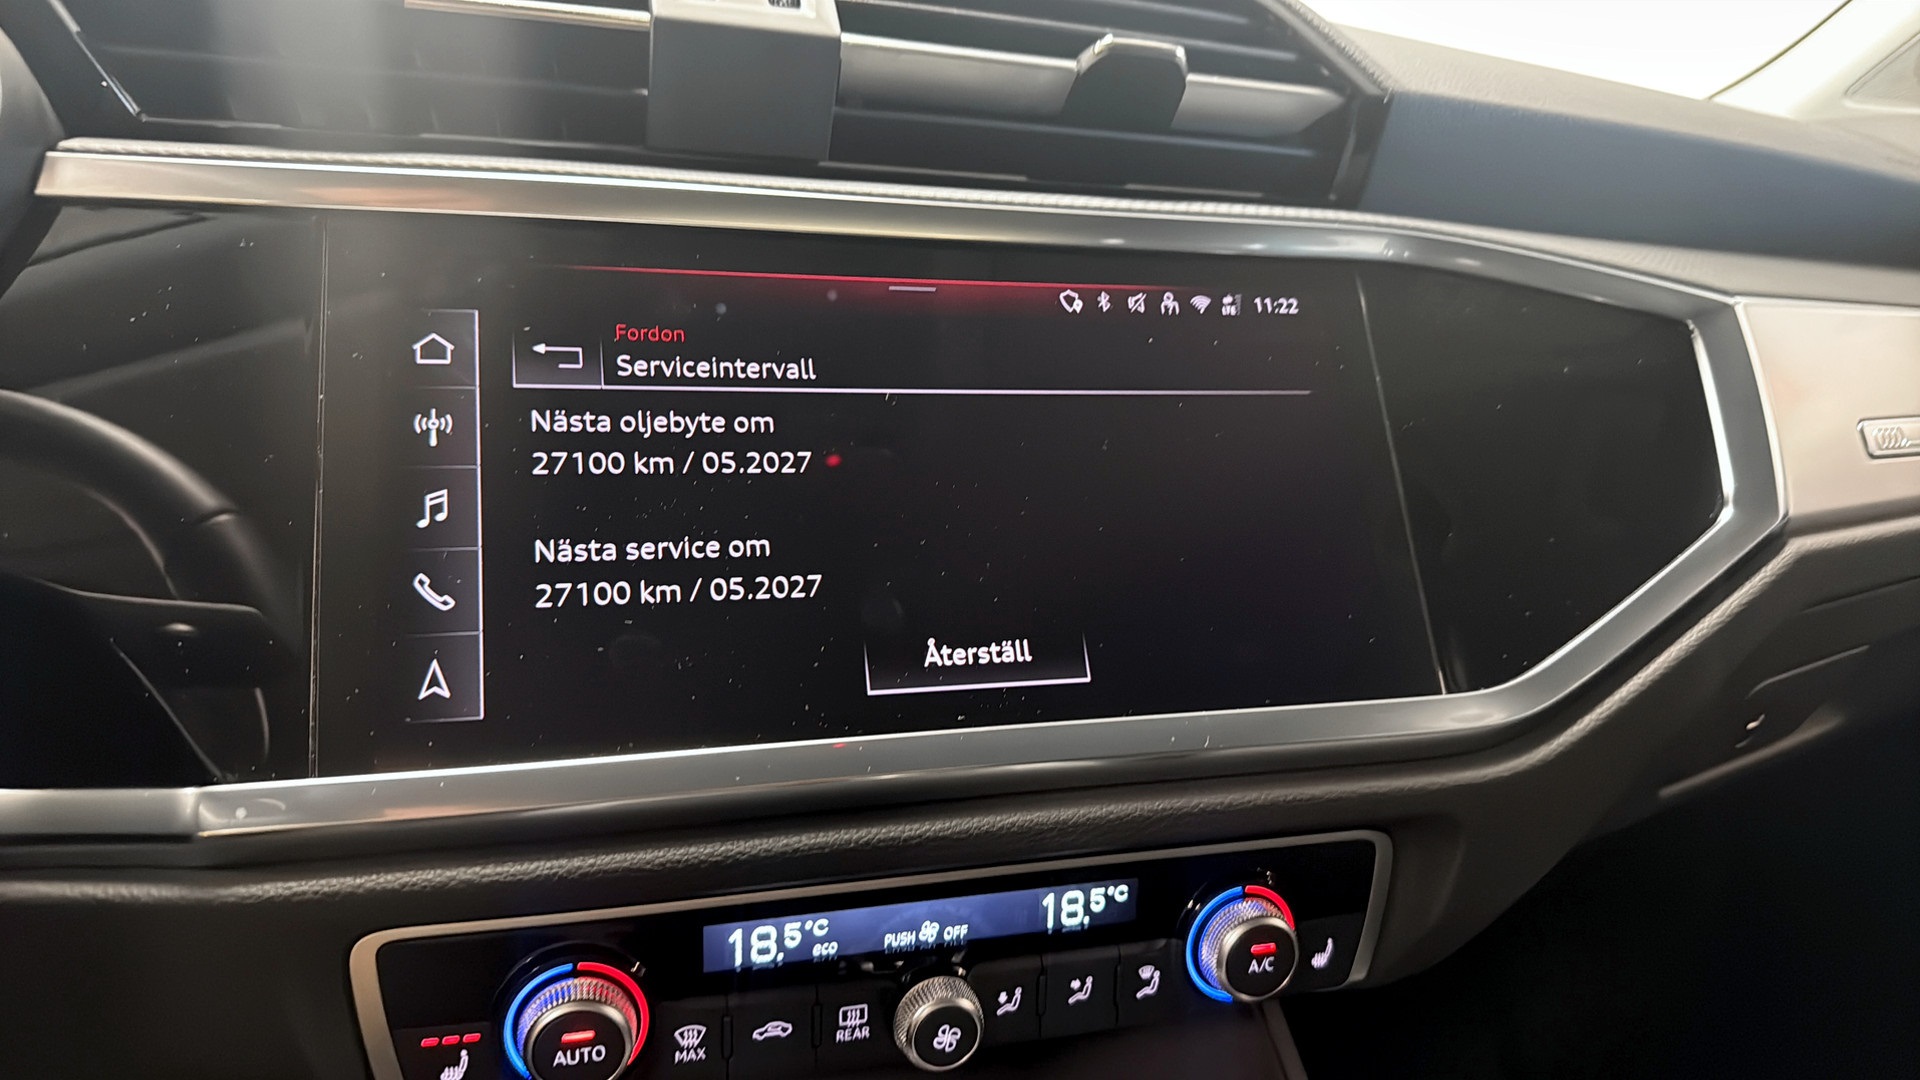 11:22
Fordon
Serviceintervall
Nästa oljebyte om
27100 km / 05.2027
Nästa service om
27100 km / 05.2027
Återställ
18.5°C eco
PUSH OFF
18.5°C
AUTO
MAX
REAR
A/C